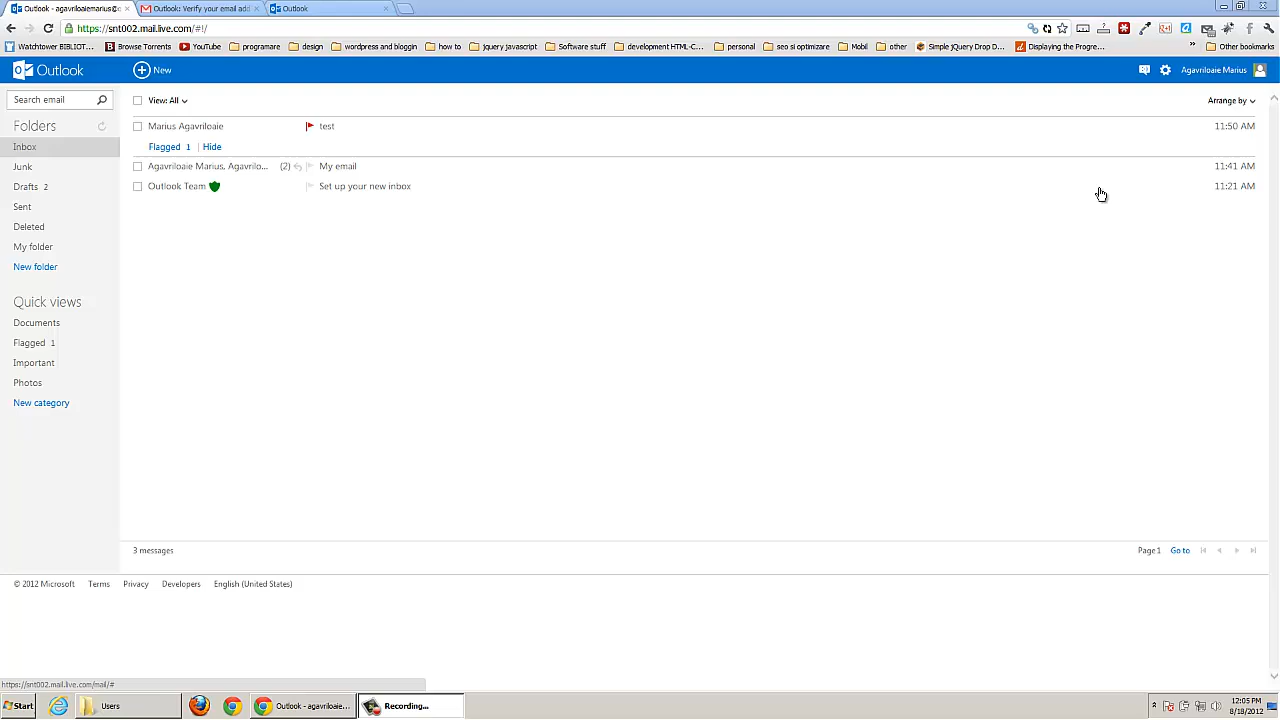 Outlook - agaviloaiemarius@o
Outlook: Verify your email add
Outlook
https://snt002.mail.live.com/#!/
Watchtower BIBLIOT...
Browse Torrents
YouTube
programare
design
wordpress and bloggin
how to
jquery javascript
Software stuff
development HTML-C...
personal
seo si optimizare
Mobil
other
Simple jQuery Drop D...
Displaying the Progre...
Other bookmarks
Outlook
New
Agavriloaie Marius
Search email
View: All
Arrange by
Folders
Marius Agavriloaie test 11:50 AM
Inbox
Flagged 1 | Hide
Junk
Agavriloaie Marius, Agavrilo... (2) My email 11:41 AM
Drafts 2
Outlook Team Set up your new inbox 11:21 AM
Sent
Deleted
My folder
New folder
Quick views
Documents
Flagged 1
Important
Photos
New category
3 messages
Page 1 Go to
© 2012 Microsoft Terms Privacy Developers English (United States)
https://snt002.mail.live.com/mail/#
Start
Users
Outlook - agavriloaie...
Recording...
12:05 PM
8/18/2012